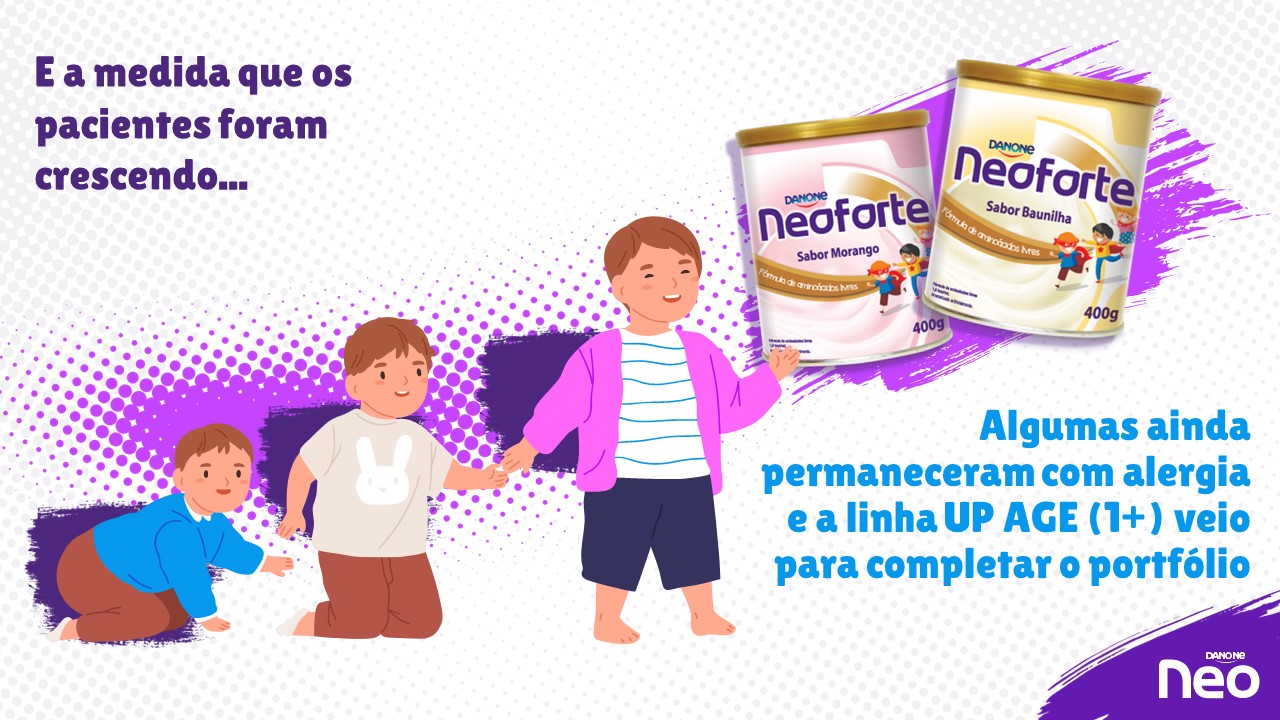 E a medida que os
pacientes foram
crescendo...
DANONE
Neoforte
Sabor Baunilha
Fórmula de aminoácidos livres
400g
DANONE
Neoforte
Sabor Morango
Fórmula de aminoácidos livres
400g
Algumas ainda
permaneceram com alergia
e a linha UP AGE (1+) veio
para completar o portfólio
DANONE
neo